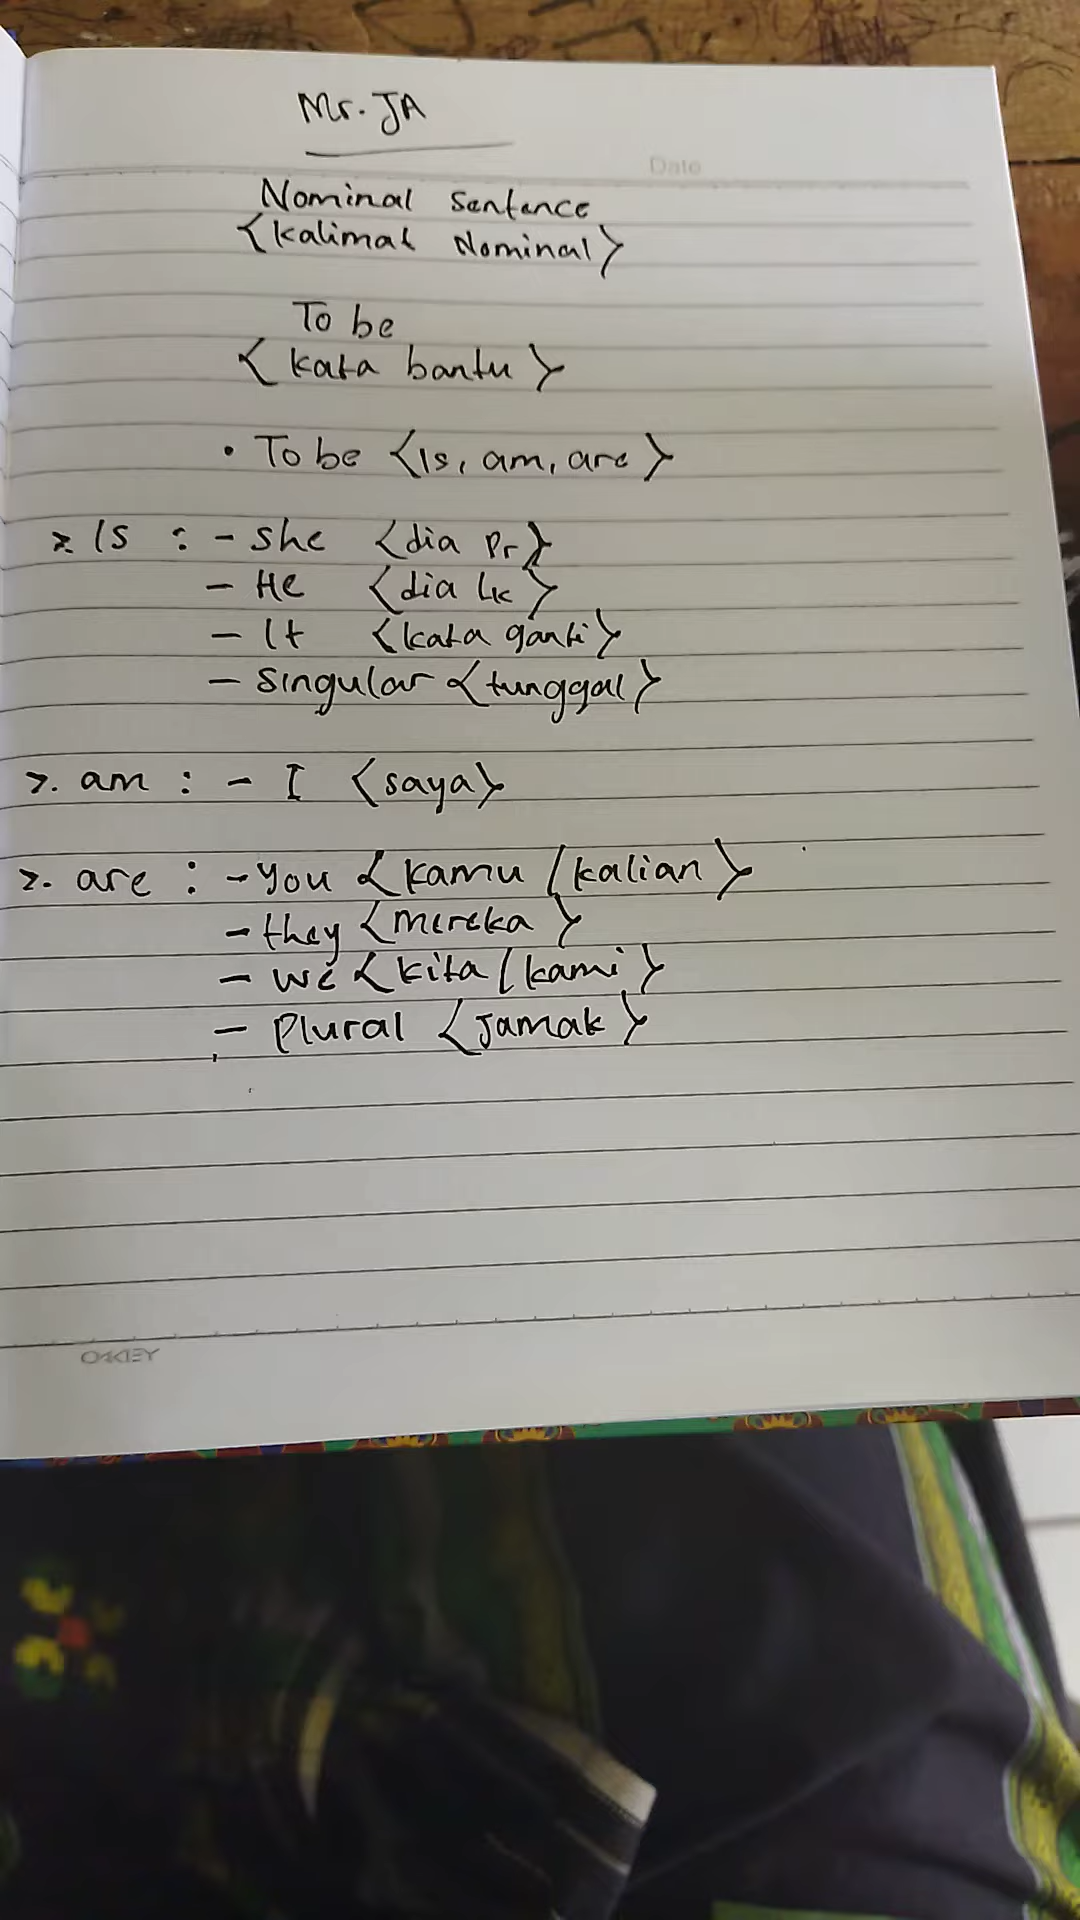 Mr. JA
Date
Nominal Sentence
<kalimat Nominal>
To be
< kata bantu >
• To be <is, am, are >
>. Is : - She <dia Pr>
- He <dia Lk>
- It <kata ganti>
- Singular <tunggal>
>. am : - I <saya>
>. are : - You <kamu / kalian >
- they <mereka >
- we <kita / kami >
- Plural <Jamak >
OAKLEY